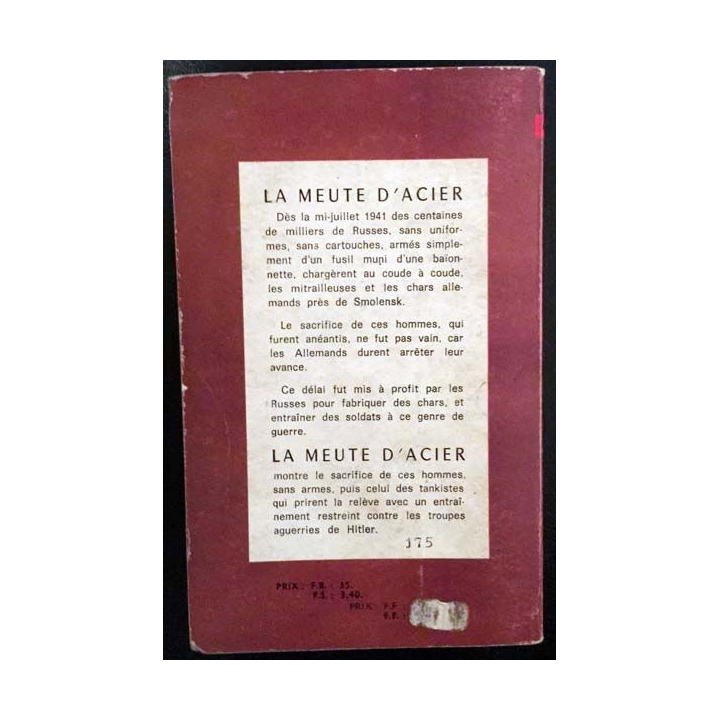 LA MEUTE D'ACIER
Dès la mi-juillet 1941 des centaines
de milliers de Russes, sans unifor-
mes, sans cartouches, armés simple-
ment d'un fusil muni d'une baïon-
nette, chargèrent au coude à coude,
les mitrailleuses et les chars alle-
mands près de Smolensk.
Le sacrifice de ces hommes, qui
furent anéantis, ne fut pas vain, car
les Allemands durent arrêter leur
avance.
Ce délai fut mis à profit par les
Russes pour fabriquer des chars, et
entraîner des soldats à ce genre de
guerre.
LA MEUTE D'ACIER
montre le sacrifice de ces hommes,
sans armes, puis celui des tankistes
qui prirent la relève avec un entraî-
nement restreint contre les troupes
aguerries de Hitler.
175
PRIX : F.B. : 35.
F.S. : 3,40.
PRIX : F.F